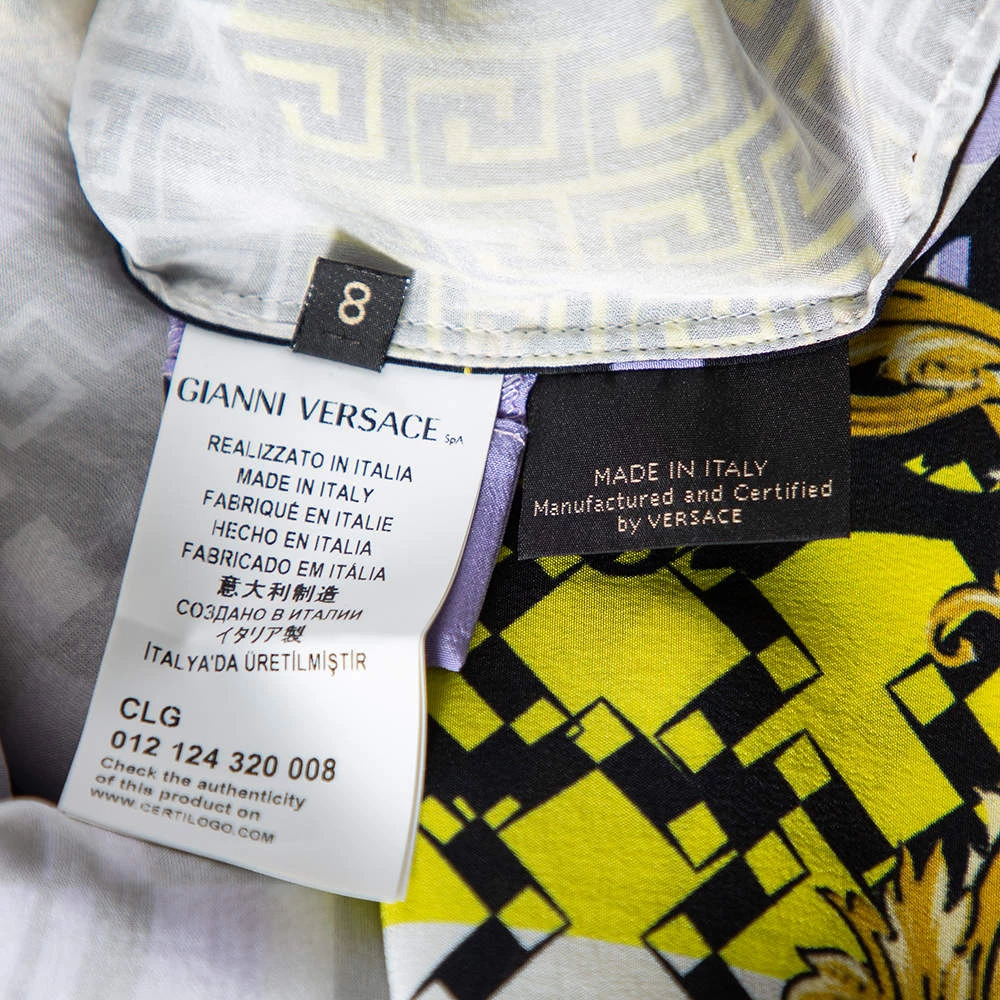 8
GIANNI VERSACE SpA
REALIZZATO IN ITALIA
MADE IN ITALY
FABRIQUÉ EN ITALIE
HECHO EN ITALIA
FABRICADO EM ITÁLIA
意大利制造
СОЗДАНО В ИТАЛИИ
イタリア製
İTALYA'DA ÜRETİLMİŞTİR
CLG
012 124 320 008
Check the authenticity
of this product on
WWW.CERTILOGO.COM
MADE IN ITALY
Manufactured and Certified
by VERSACE